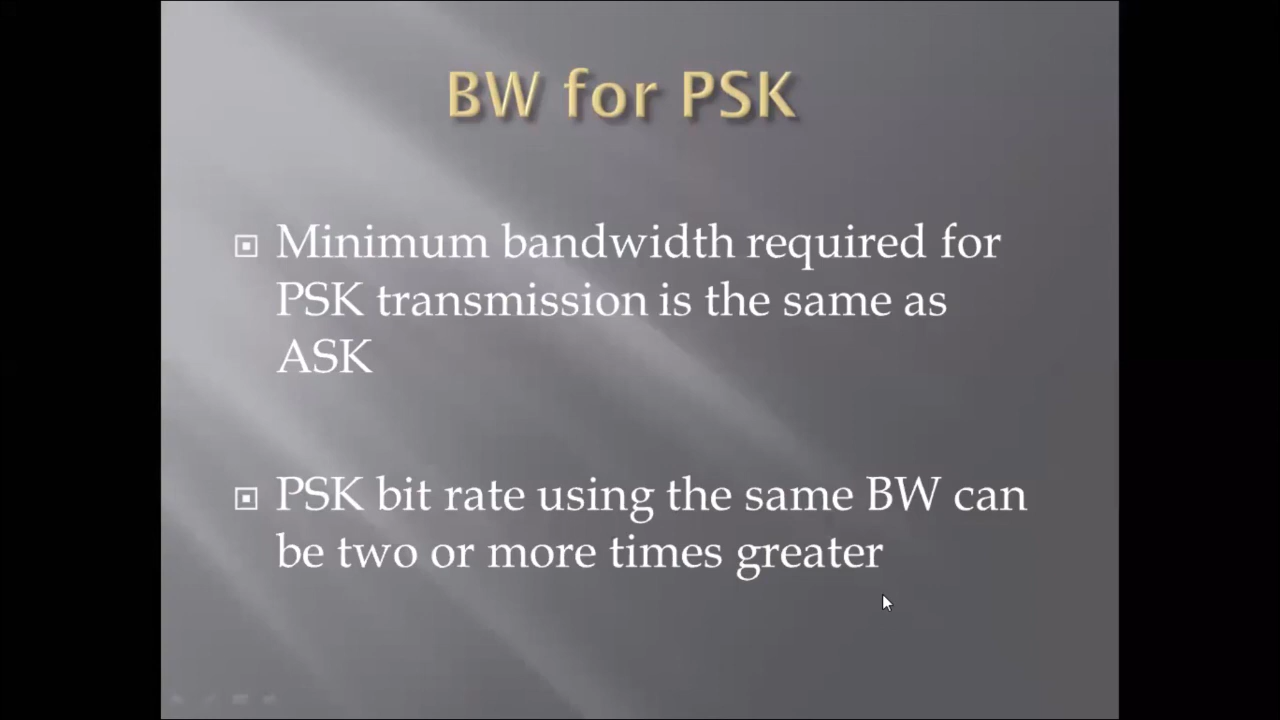 BW for PSK
Minimum bandwidth required for
PSK transmission is the same as
ASK
PSK bit rate using the same BW can
be two or more times greater